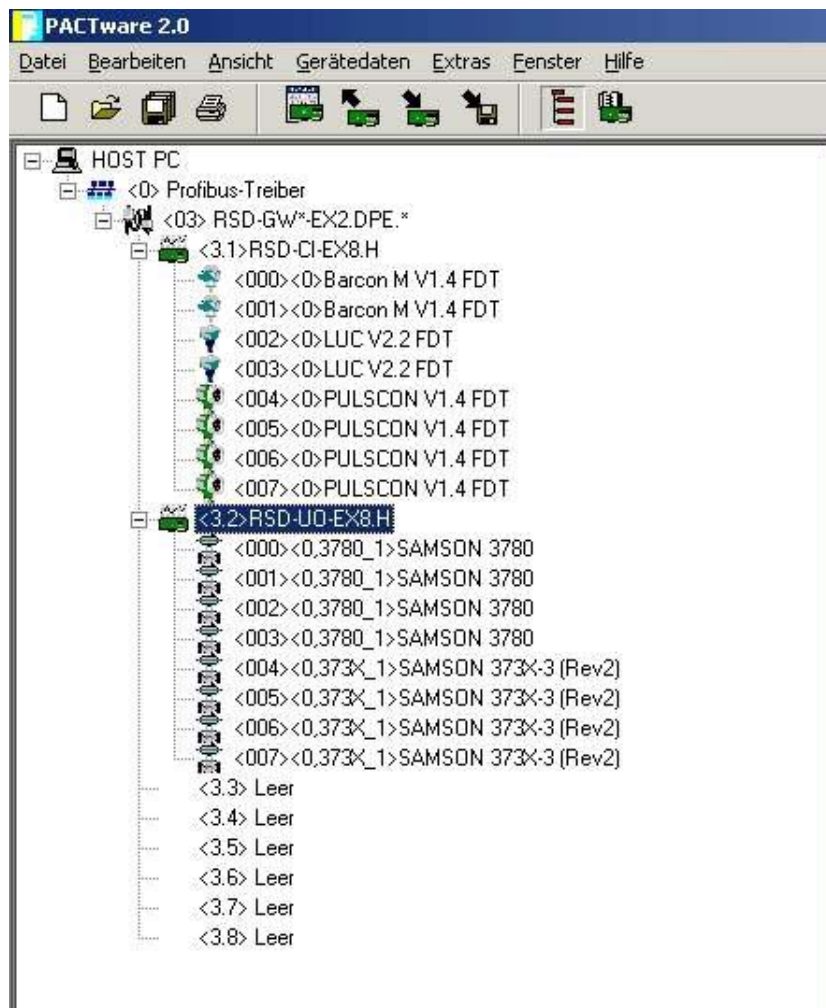 PACTware 2.0
Datei Bearbeiten Ansicht Gerätedaten Extras Fenster Hilfe
HOST PC
<0> Profibus-Treiber
<03> RSD-GW*-EX2.DPE.*
<3.1>RSD-CI-EX8.H
<000><0>Barcon M V1.4 FDT
<001><0>Barcon M V1.4 FDT
<002><0>LUC V2.2 FDT
<003><0>LUC V2.2 FDT
<004><0>PULSCON V1.4 FDT
<005><0>PULSCON V1.4 FDT
<006><0>PULSCON V1.4 FDT
<007><0>PULSCON V1.4 FDT
<3.2>RSD-UO-EX8.H
<000><0,3780_1>SAMSON 3780
<001><0,3780_1>SAMSON 3780
<002><0,3780_1>SAMSON 3780
<003><0,3780_1>SAMSON 3780
<004><0,373X_1>SAMSON 373X-3 (Rev2)
<005><0,373X_1>SAMSON 373X-3 (Rev2)
<006><0,373X_1>SAMSON 373X-3 (Rev2)
<007><0,373X_1>SAMSON 373X-3 (Rev2)
<3.3> Leer
<3.4> Leer
<3.5> Leer
<3.6> Leer
<3.7> Leer
<3.8> Leer